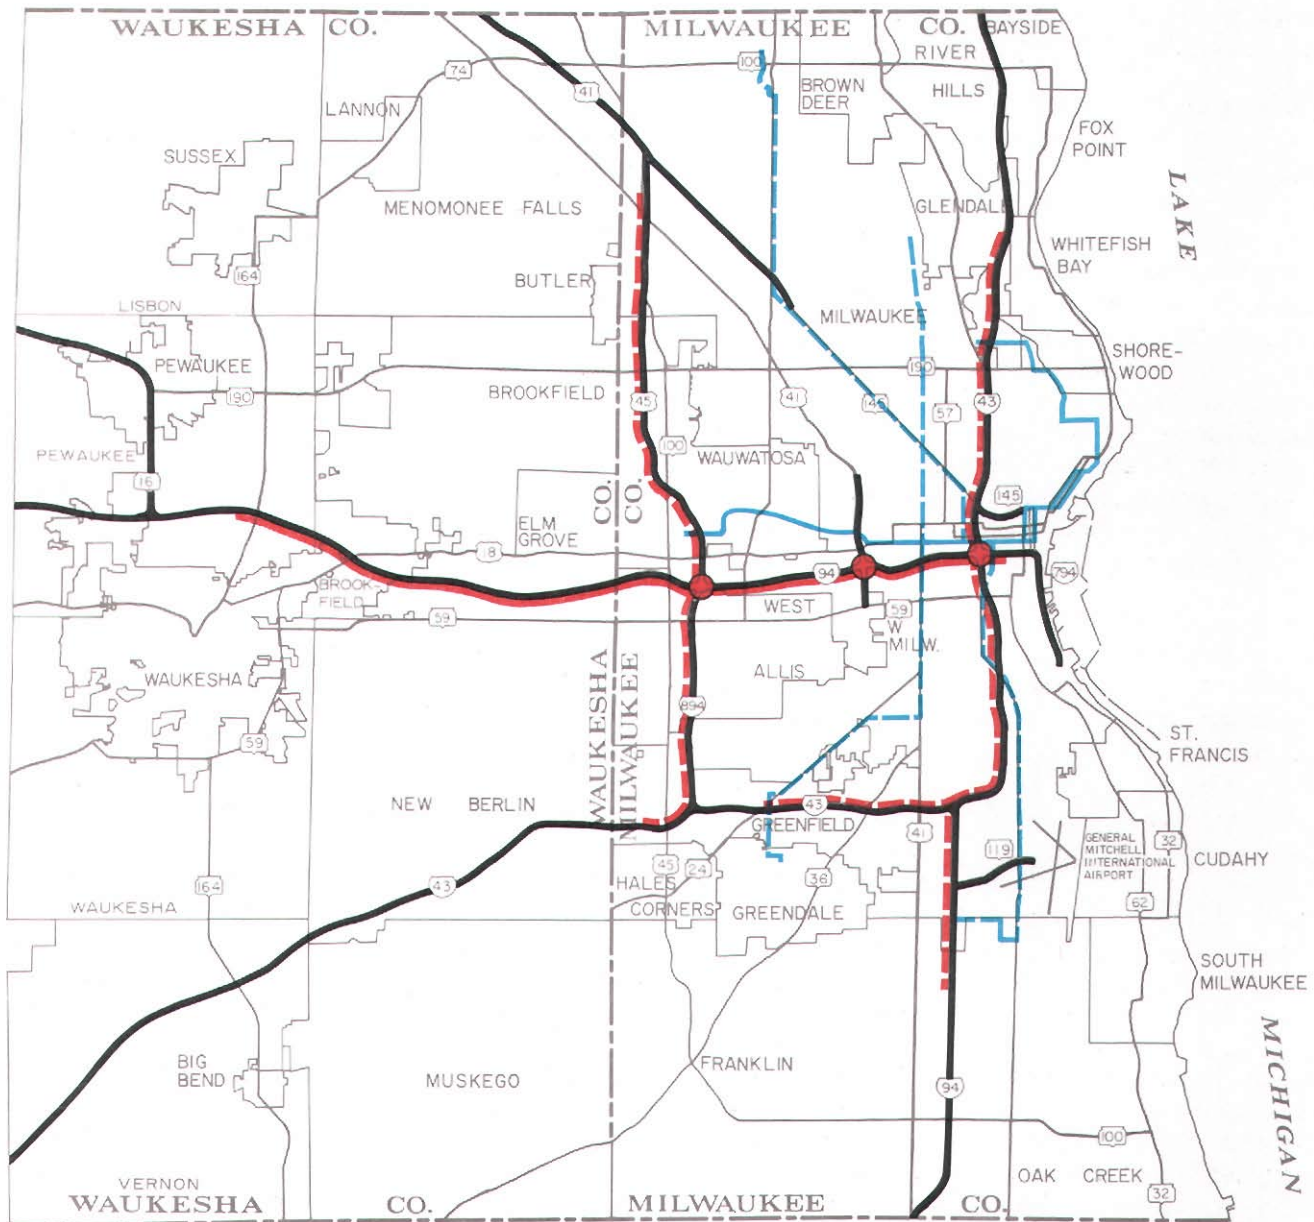 WAUKESHA CO.
MILWAUKEE CO.
BAYSIDE
RIVER
HILLS
100
74
41
BROWN
DEER
LANNON
FOX
POINT
SUSSEX
LAKE
MENOMONEE FALLS
GLENDALE
WHITEFISH
BAY
164
BUTLER
LISBON
MILWAUKEE
PEWAUKEE
SHORE-
WOOD
190
190
BROOKFIELD
45
41
145
57
43
100
PEWAUKEE
WAUWATOSA
16
145
CO.
CO.
ELM
GROVE
18
94
794
BROOK-
FIELD
59
WEST
59
W
MILW.
ALLIS
WAUKESHA
WAUKESHA
MILWAUKEE
894
59
ST.
FRANCIS
NEW BERLIN
43
GREENFIELD
41
119
GENERAL
MITCHELL
INTERNATIONAL
AIRPORT
32
CUDAHY
164
43
45
24
36
HALES
CORNERS
GREENDALE
WAUKESHA
62
SOUTH
MILWAUKEE
MICHIGAN
BIG
BEND
MUSKEGO
FRANKLIN
94
100
OAK CREEK
32
VERNON
WAUKESHA CO.
MILWAUKEE CO.